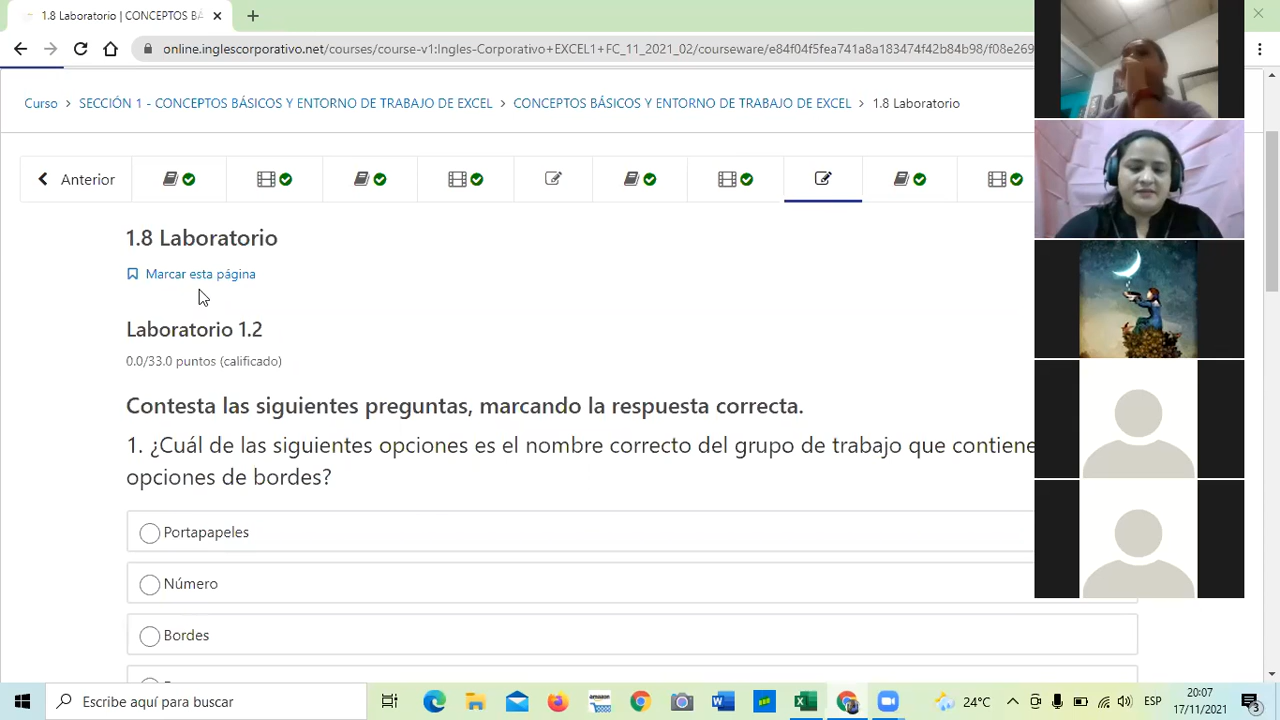 1.8 Laboratorio | CONCEPTOS BÁ
online.inglescorporativo.net/courses/course-v1:Ingles-Corporativo+EXCEL1+FC_11_2021_02/courseware/e84f04f5fea741a8a183474f42b84b98/f08e269
Curso > SECCIÓN 1 - CONCEPTOS BÁSICOS Y ENTORNO DE TRABAJO DE EXCEL > CONCEPTOS BÁSICOS Y ENTORNO DE TRABAJO DE EXCEL > 1.8 Laboratorio
Anterior
1.8 Laboratorio
Marcar esta página
Laboratorio 1.2
0.0/33.0 puntos (calificado)
Contesta las siguientes preguntas, marcando la respuesta correcta.
1. ¿Cuál de las siguientes opciones es el nombre correcto del grupo de trabajo que contiene
opciones de bordes?
Portapapeles
Número
Bordes
Escribe aquí para buscar
24°C
ESP
20:07
17/11/2021
3